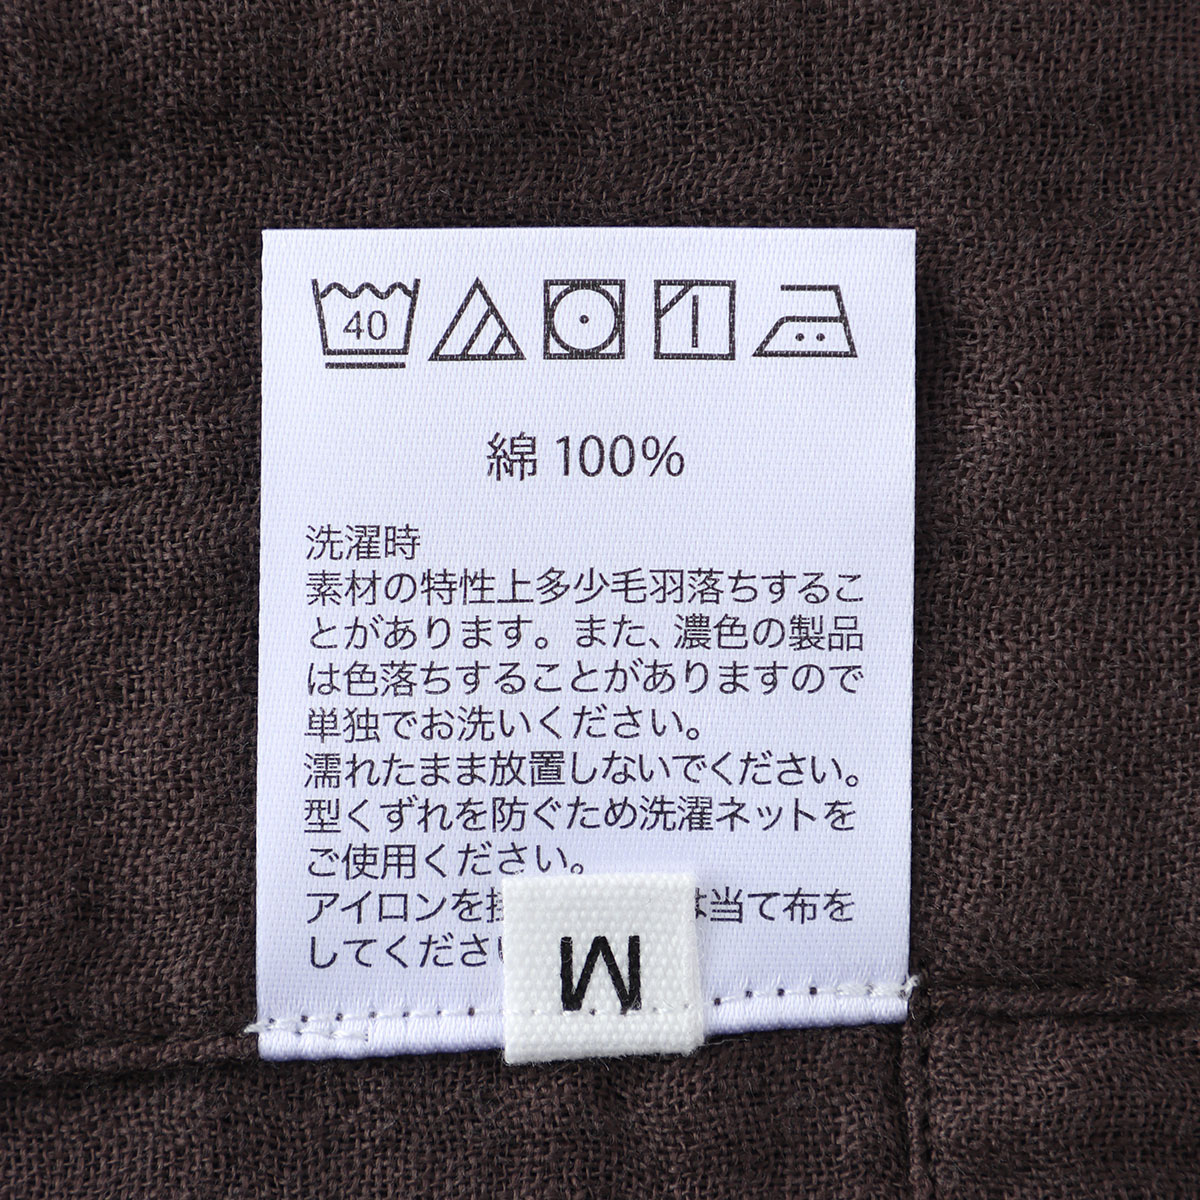 40
綿 100%
洗濯時
素材の特性上多少毛羽落ちするこ
とがあります。また、濃色の製品
は色落ちすることがありますので
単独でお洗いください。
濡れたまま放置しないでください。
型くずれを防ぐため洗濯ネットを
ご使用ください。
アイロンを は当て布を
してくださ
M